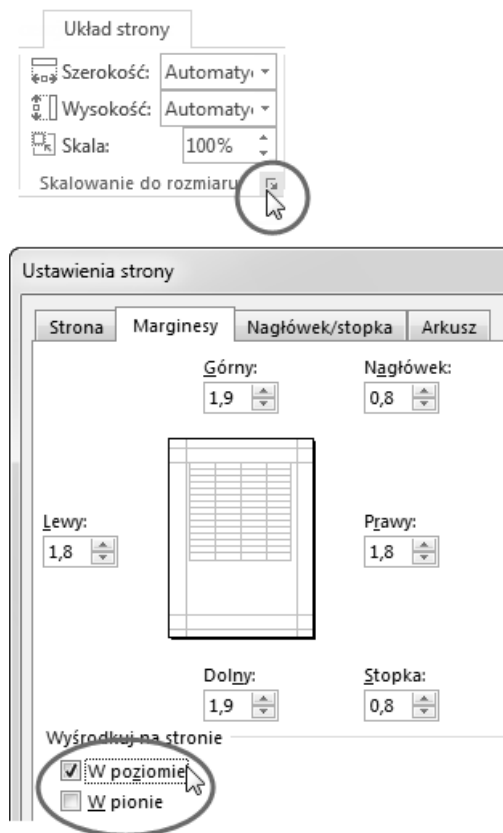 Układ strony
Szerokość: Automaty
Wysokość: Automaty
Skala: 100%
Skalowanie do rozmiaru
Ustawienia strony
Strona Marginesy Nagłówek/stopka Arkusz
Górny: Nagłówek:
1,9 0,8
Lewy: Prawy:
1,8 1,8
Dolny: Stopka:
1,9 0,8
Wyśrodkuj na stronie
W poziomie
W pionie